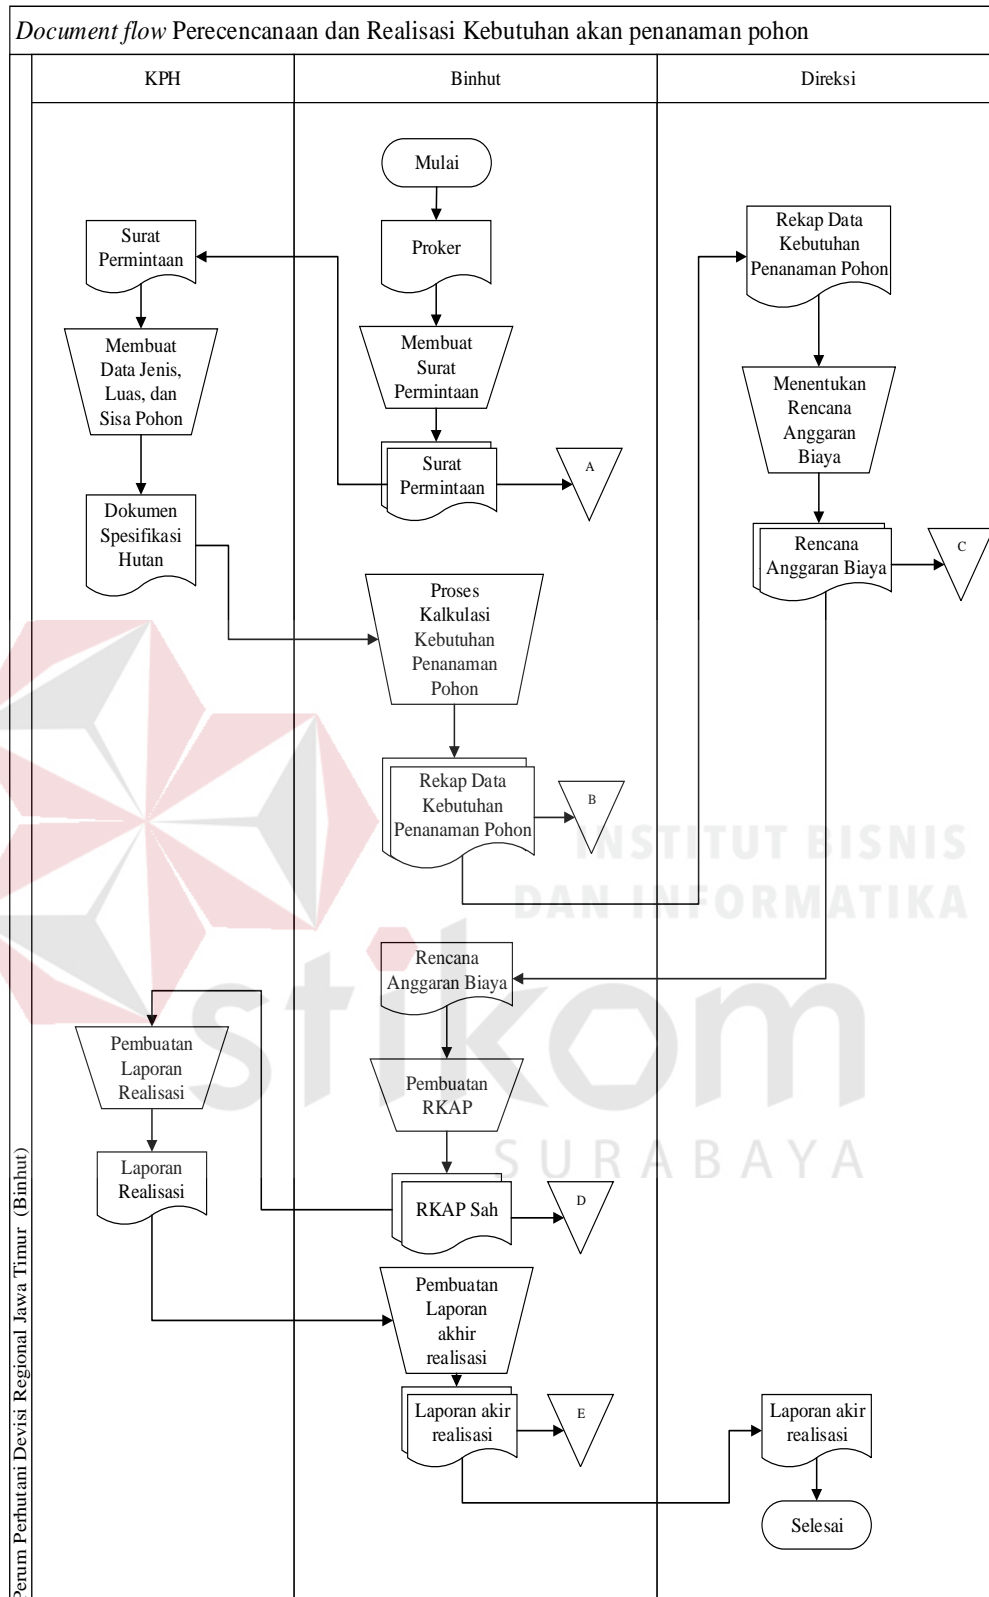 Document flow Perecencanaan dan Realisasi Kebutuhan akan penanaman pohon
KPH
Binhut
Direksi
Mulai
Surat
Permintaan
Proker
Rekap Data
Kebutuhan
Penanaman Pohon
Membuat
Data Jenis,
Luas, dan
Sisa Pohon
Membuat
Surat
Permintaan
Menentukan
Rencana
Anggaran
Biaya
Surat
Permintaan
A
Dokumen
Spesifikasi
Hutan
Rencana
Anggaran Biaya
C
Proses
Kalkulasi
Kebutuhan
Penanaman
Pohon
Rekap Data
Kebutuhan
Penanaman Pohon
B
INSTITUT BISNIS
DAN INFORMATIKA
Rencana
Anggaran Biaya
stikom
SURABAYA
Pembuatan
Laporan
Realisasi
Pembuatan
RKAP
Laporan
Realisasi
RKAP Sah
D
Pembuatan
Laporan
akhir
realisasi
Laporan akir
realisasi
E
Laporan akir
realisasi
Selesai
Perum Perhutani Devisi Regional Jawa Timur (Binhut)